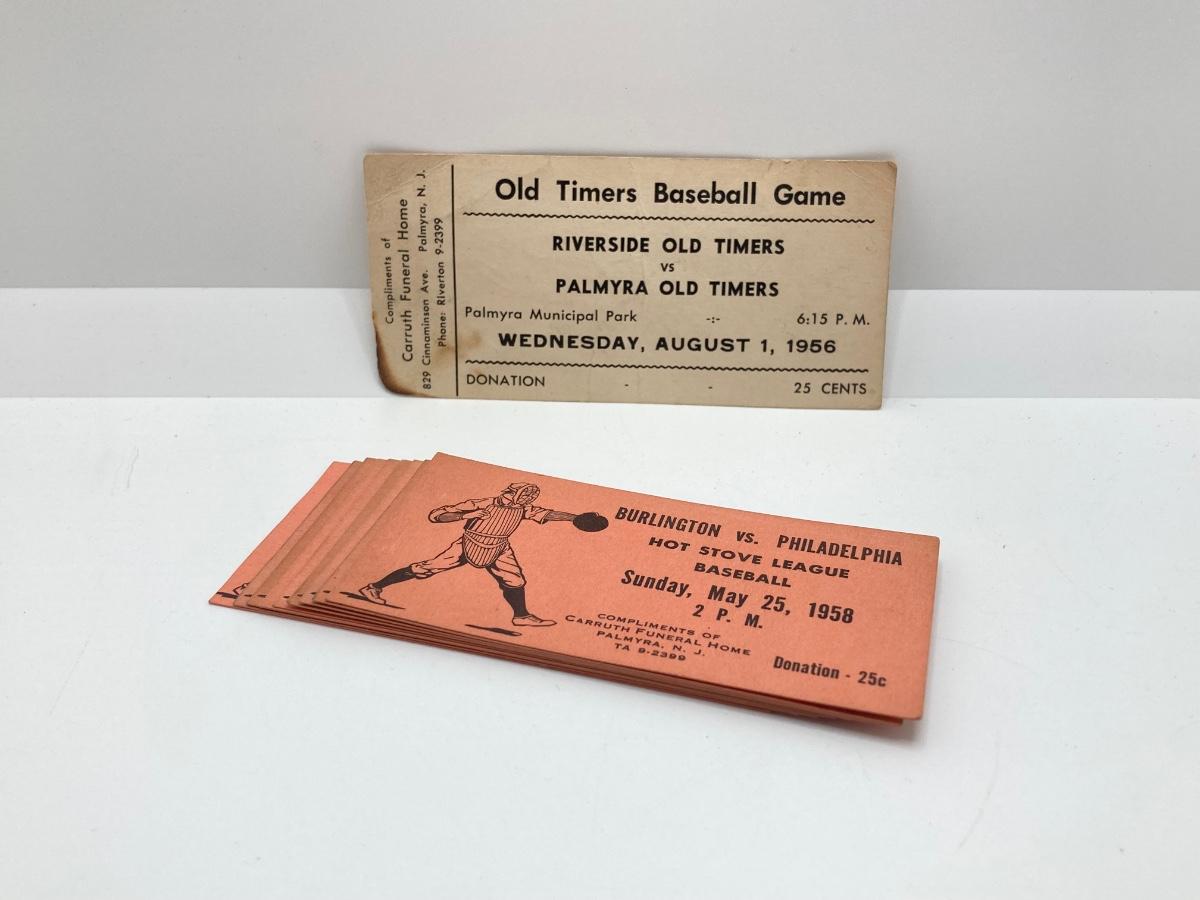 Compliments of
Carruth Funeral Home
829 Cinnaminson Ave. Palmyra, N. J.
Phone: Riverton 9-2399
Old Timers Baseball Game
RIVERSIDE OLD TIMERS
vs
PALMYRA OLD TIMERS
Palmyra Municipal Park -:- 6:15 P. M.
WEDNESDAY, AUGUST 1, 1956
DONATION - - 25 CENTS
BURLINGTON VS. PHILADELPHIA
HOT STOVE LEAGUE
BASEBALL
Sunday, May 25, 1958
2 P. M.
COMPLIMENTS OF
CARRUTH FUNERAL HOME
PALMYRA, N. J.
TA 9-2399
Donation - 25c